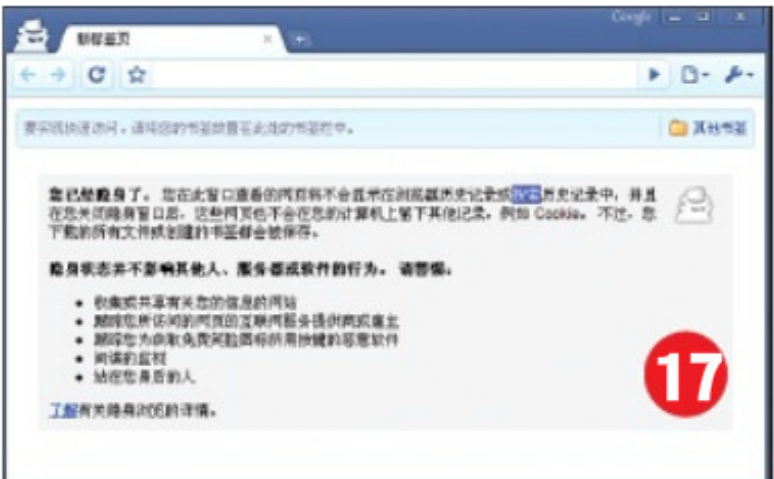 Google
新标签页
要实现快速访问，请将您的书签放置在此处的书签栏中。
其他书签
您已经隐身了。 您在此窗口查看的网页将不会显示在浏览器历史记录或搜索历史记录中，并且
在您关闭隐身窗口后，这些网页也不会在您的计算机上留下其他记录，例如 Cookie。 不过，您
下载的所有文件或创建的书签都会被保存。
隐身状态并不影响其他人、服务器或软件的行为。 请警惕：
收集或共享有关您的信息的网站
跟踪您所访问的网页的互联网服务提供商或雇主
跟踪您为获取免费笑脸图标所用按键的恶意软件
间谍的监视
站在您身后的人
了解有关隐身浏览的详情。
17